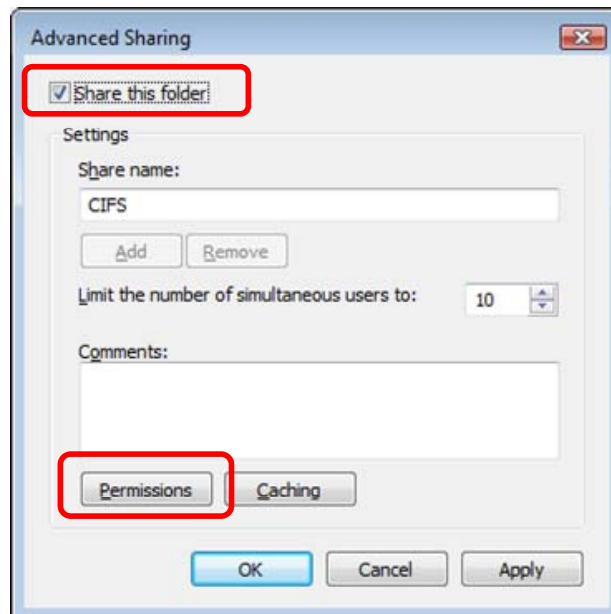 Advanced Sharing
Share this folder
Settings
Share name:
CIFS
Add Remove
Limit the number of simultaneous users to: 10
Comments:
Permissions Caching
OK Cancel Apply